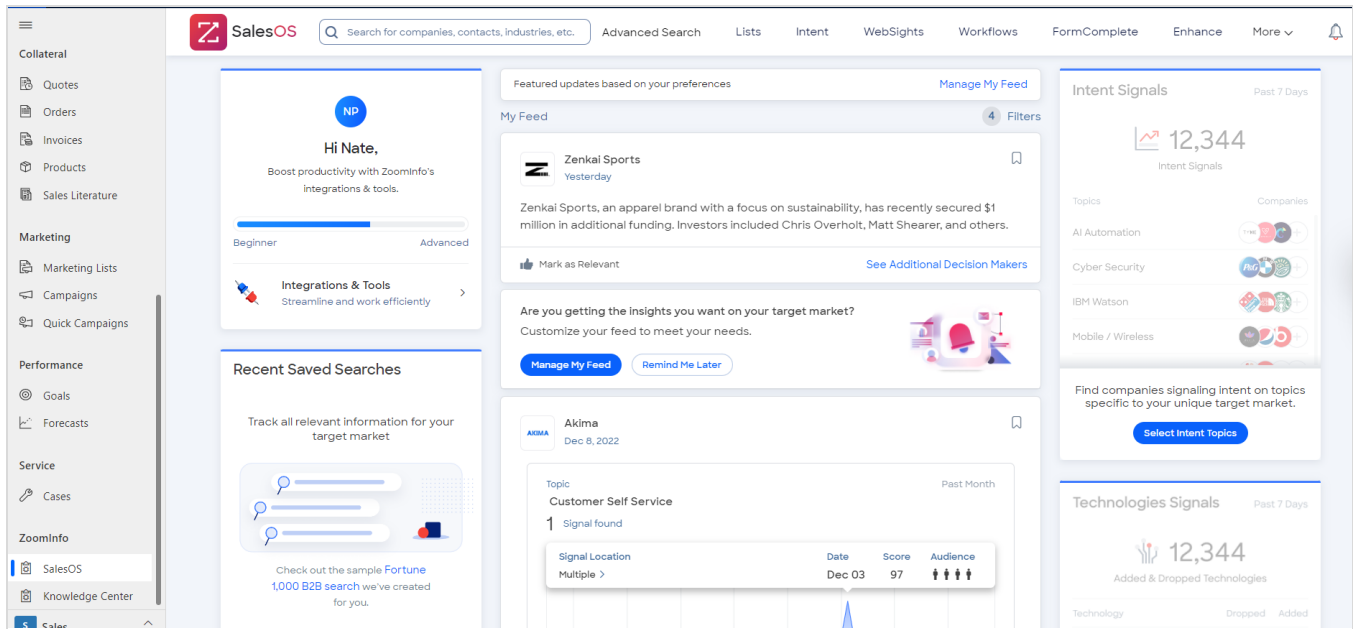 Collateral
Quotes
Orders
Invoices
Products
Sales Literature
Marketing
Marketing Lists
Campaigns
Quick Campaigns
Performance
Goals
Forecasts
Service
Cases
ZoomInfo
SalesOS
Knowledge Center
S Sales
SalesOS
Search for companies, contacts, industries, etc.
Advanced Search
Lists
Intent
WebSights
Workflows
FormComplete
Enhance
More
NP
Hi Nate,
Boost productivity with ZoomInfo's
integrations & tools.
Beginner Advanced
Integrations & Tools
Streamline and work efficiently
Recent Saved Searches
Track all relevant information for your
target market
Check out the sample Fortune
1,000 B2B search we've created
for you.
Featured updates based on your preferences Manage My Feed
My Feed 4 Filters
Zenkai Sports
Yesterday
Zenkai Sports, an apparel brand with a focus on sustainability, has recently secured $1
million in additional funding. Investors included Chris Overholt, Matt Shearer, and others.
Mark as Relevant See Additional Decision Makers
Are you getting the insights you want on your target market?
Customize your feed to meet your needs.
Manage My Feed Remind Me Later
AKIMA
Akima
Dec 8, 2022
Topic Past Month
Customer Self Service
1 Signal found
Signal Location Date Score Audience
Multiple > Dec 03 97
Intent Signals Past 7 Days
12,344
Intent Signals
Topics Companies
AI Automation
Cyber Security
P&G
IBM Watson
Mobile / Wireless
Find companies signaling intent on topics
specific to your unique target market.
Select Intent Topics
Technologies Signals Past 7 Days
12,344
Added & Dropped Technologies
Technology Dropped Added